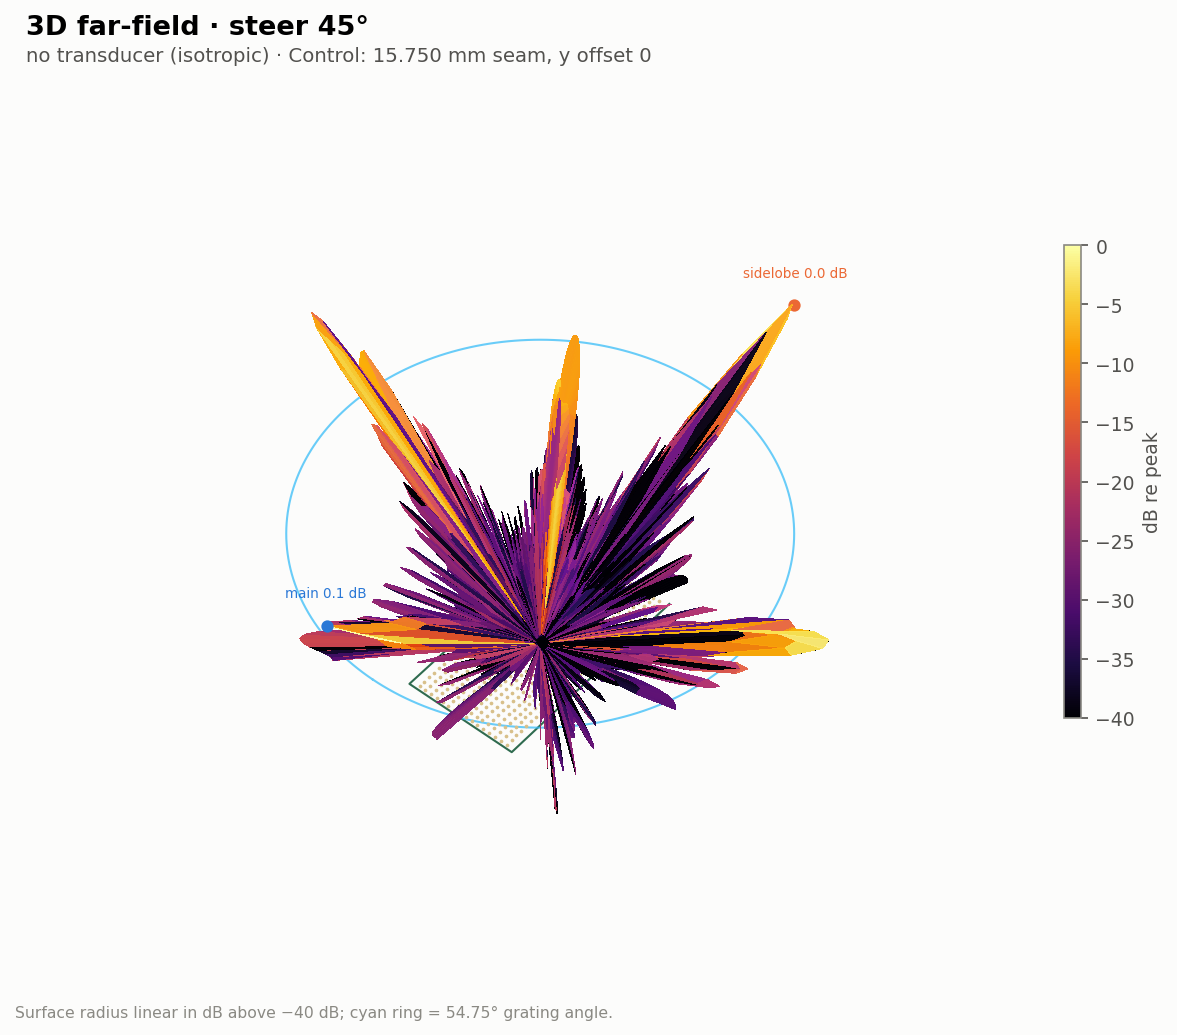 3D far-field · steer 45°
no transducer (isotropic) · Control: 15.750 mm seam, y offset 0
sidelobe 0.0 dB
main 0.1 dB
0
−5
−10
−15
−20
−25
−30
−35
−40
dB re peak
Surface radius linear in dB above −40 dB; cyan ring = 54.75° grating angle.